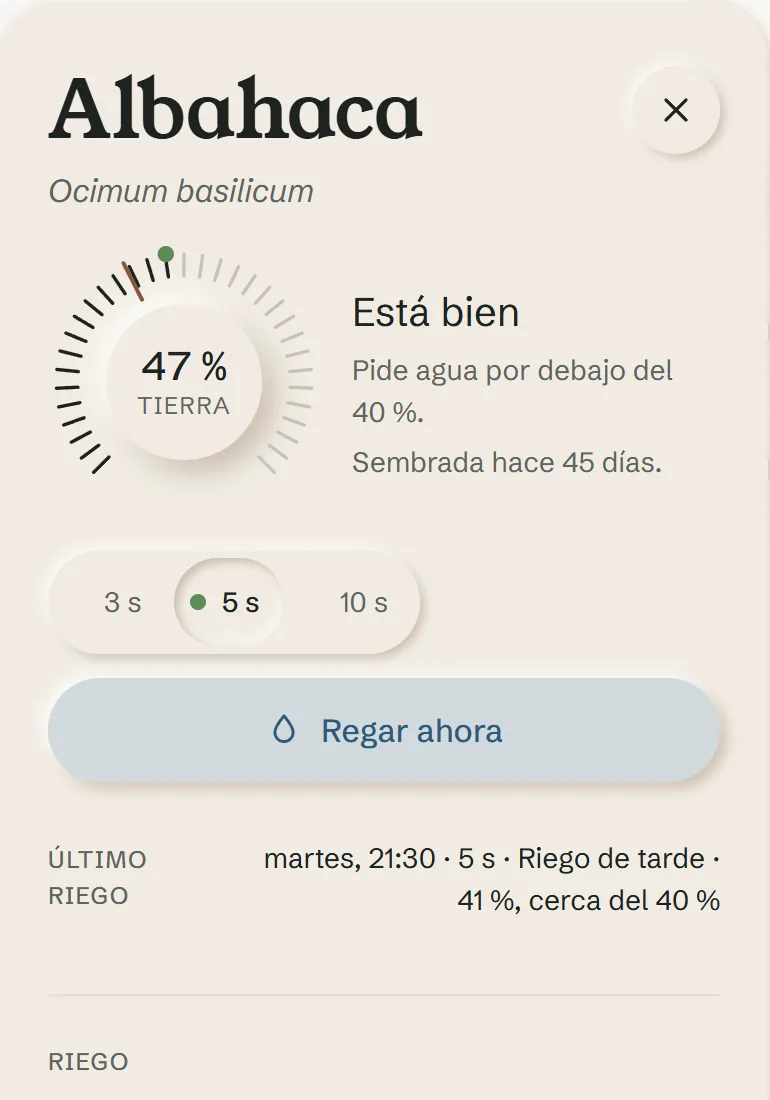 Albahaca
Ocimum basilicum
47 %
TIERRA
Está bien
Pide agua por debajo del
40 %.
Sembrada hace 45 días.
3 s
5 s
10 s
Regar ahora
ÚLTIMO
RIEGO
martes, 21:30 · 5 s · Riego de tarde ·
41 %, cerca del 40 %
RIEGO